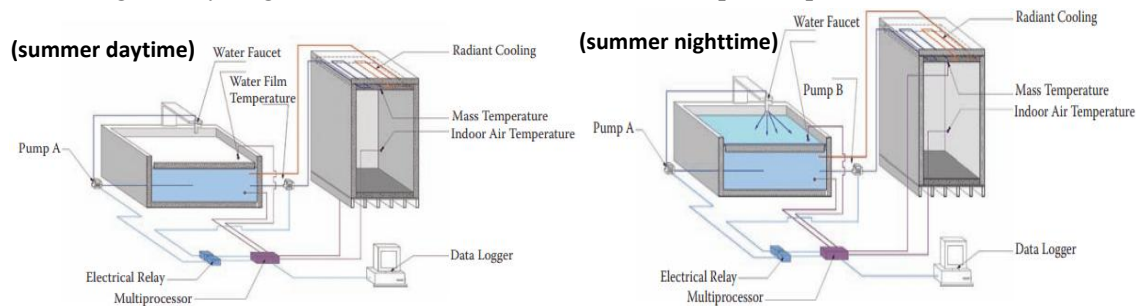 (summer daytime)
Water Faucet
Radiant Cooling
Water Film
Temperature
Mass Temperature
Indoor Air Temperature
Pump A
Data Logger
Electrical Relay
Multiprocessor
(summer nighttime)
Water Faucet
Radiant Cooling
Pump B
Mass Temperature
Indoor Air Temperature
Pump A
Data Logger
Electrical Relay
Multiprocessor